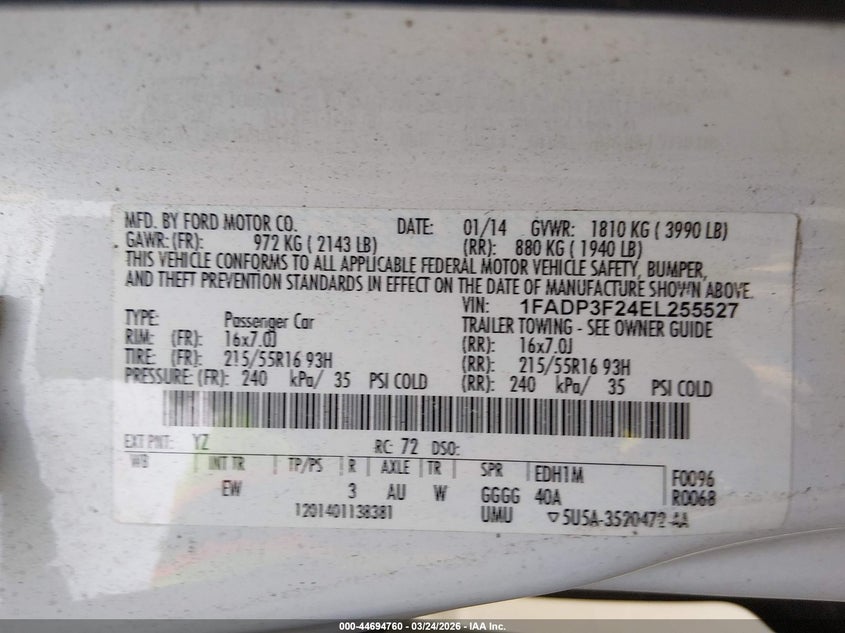 MFD. BY FORD MOTOR CO. DATE: 01/14 GVWR: 1810 KG ( 3990 LB)
GAWR: (FR): 972 KG ( 2143 LB) (RR): 880 KG ( 1940 LB)
THIS VEHICLE CONFORMS TO ALL APPLICABLE FEDERAL MOTOR VEHICLE SAFETY, BUMPER,
AND THEFT PREVENTION STANDARDS IN EFFECT ON THE DATE OF MANUFACTURE SHOWN ABOVE.
VIN: 1FADP3F24EL255527
TYPE: Passenger Car TRAILER TOWING - SEE OWNER GUIDE
RIM: (FR): 16x7.0J (RR): 16x7.0J
TIRE: (FR): 215/55R16 93H (RR): 215/55R16 93H
PRESSURE: (FR): 240 kPa/ 35 PSI COLD (RR): 240 kPa/ 35 PSI COLD
EXT PNT: YZ RC: 72 DSO:
WB INT TR TP/PS R AXLE TR SPR EDH1M F0096
EW 3 AU W GGGG 40A R0068
1201401138381 UMU ▽5U5A-3520472-AA
000-44694760 - 03/24/2026 - IAA Inc.